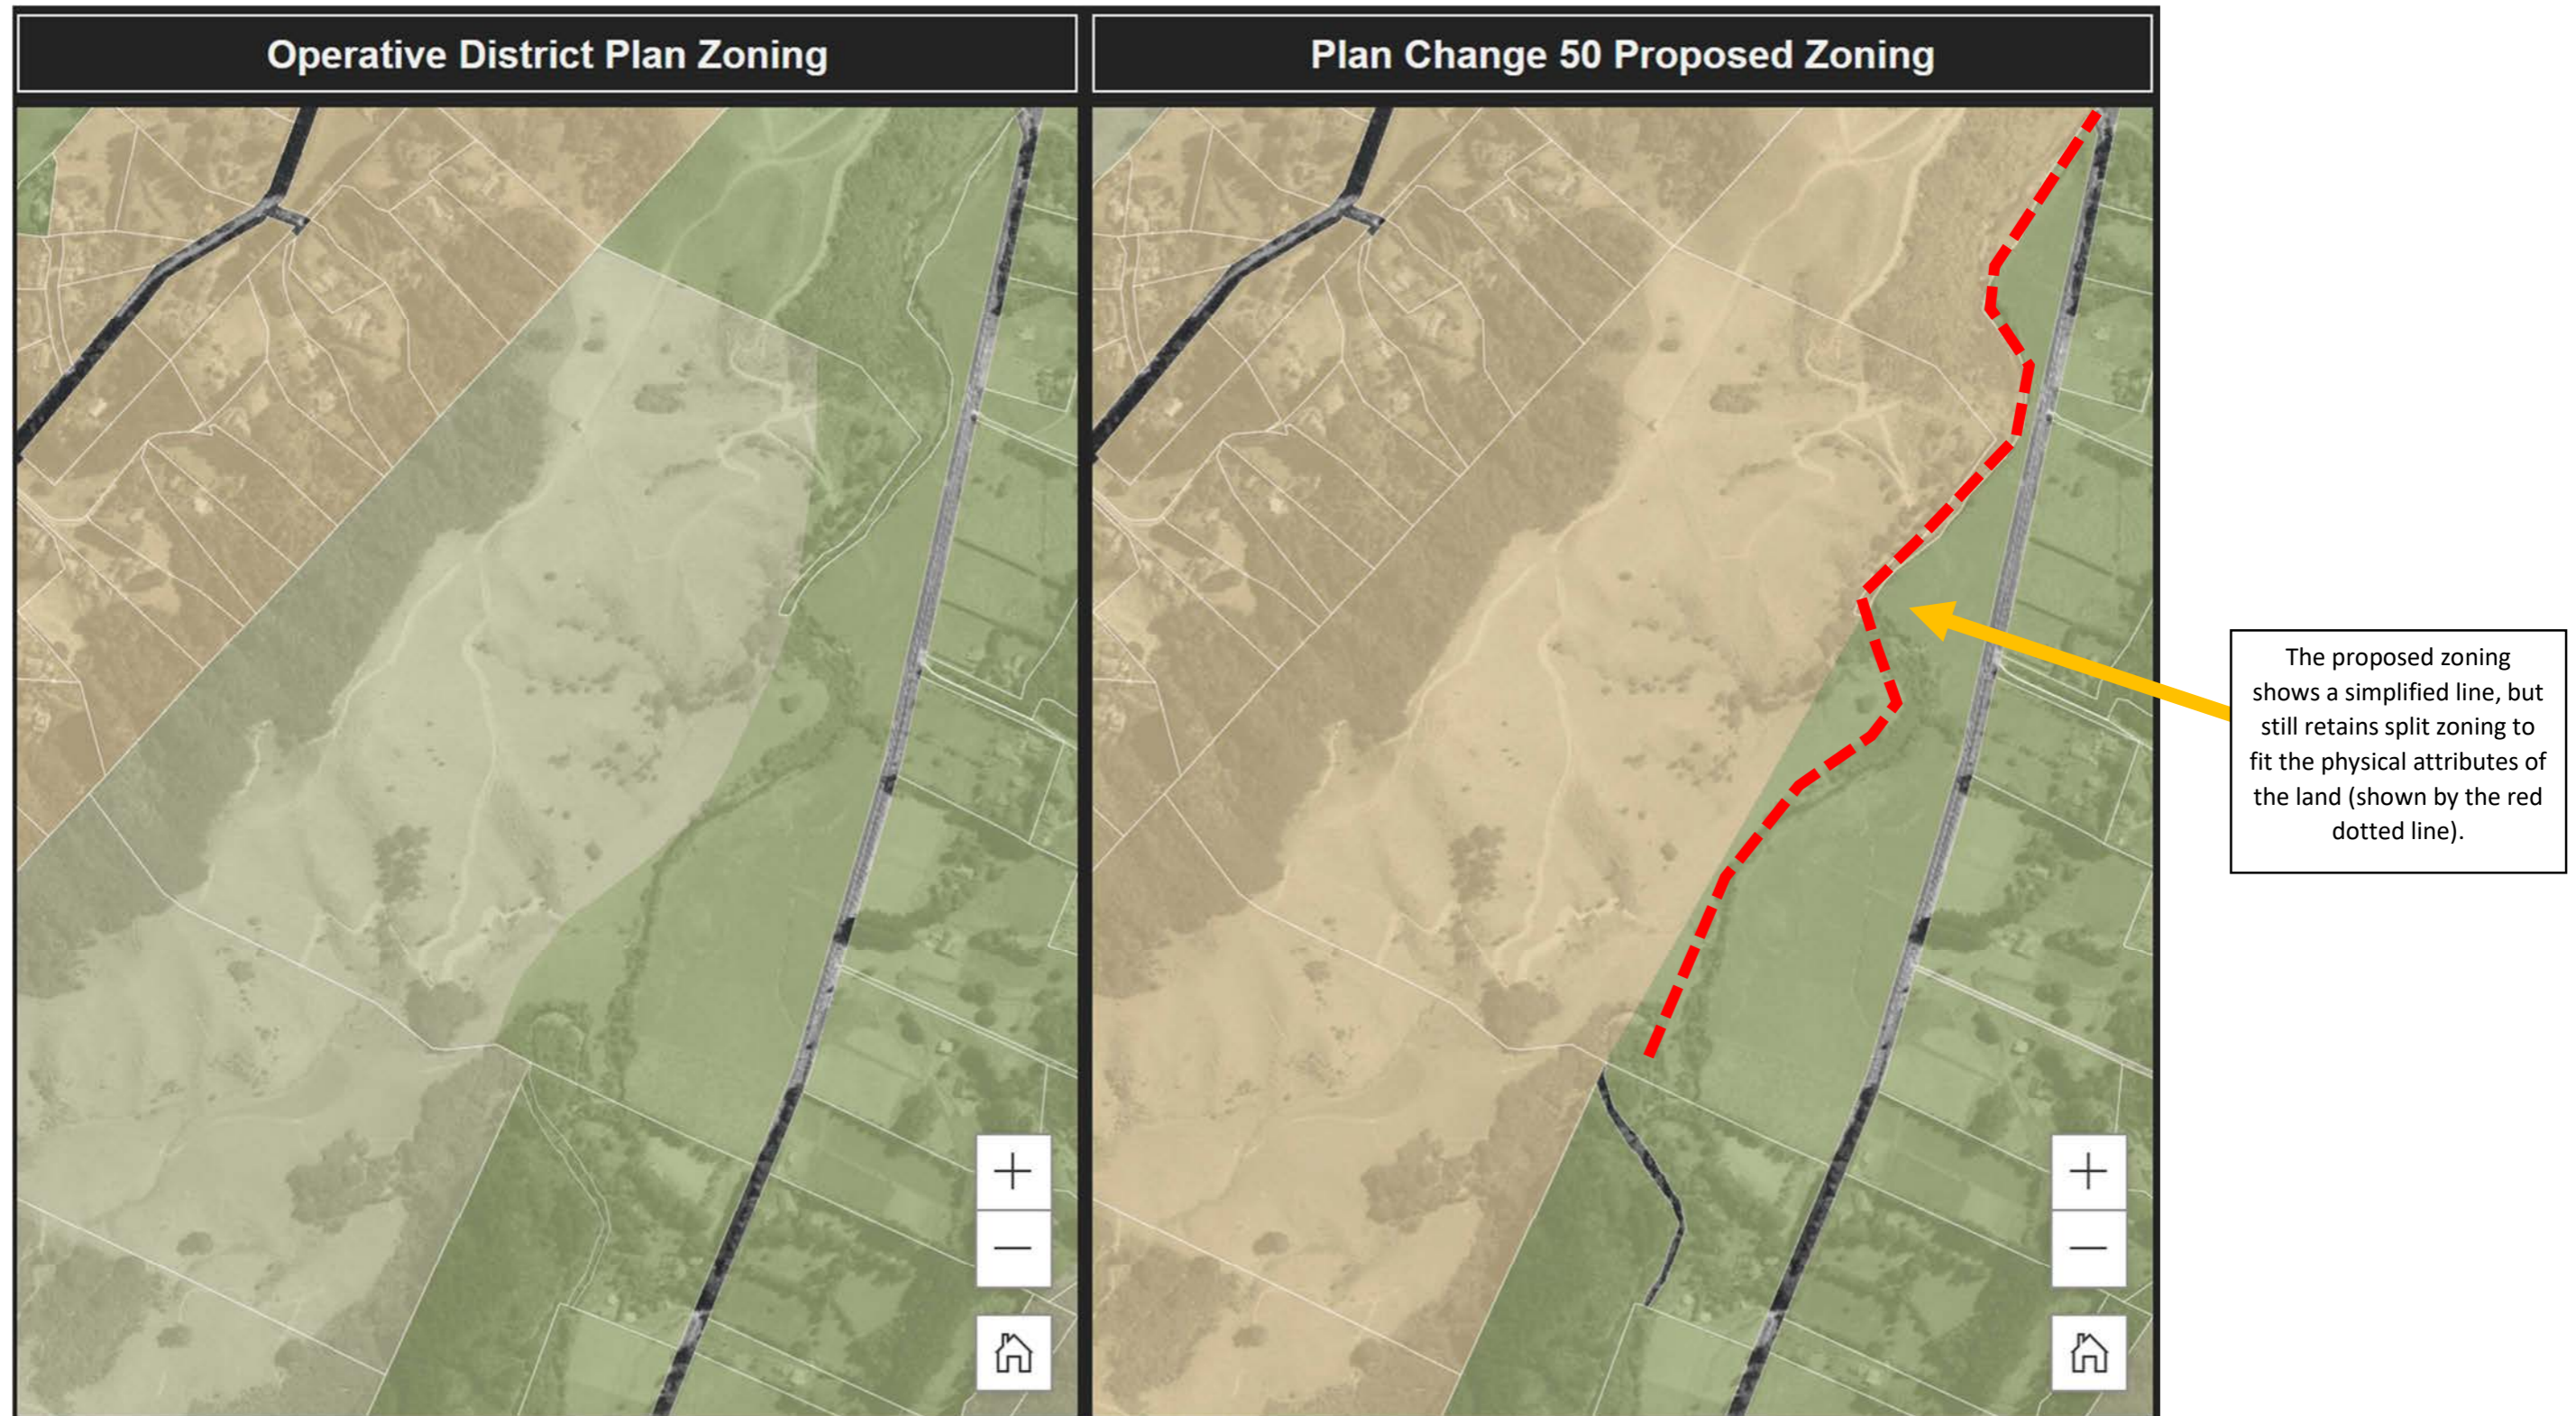 Operative District Plan Zoning
Plan Change 50 Proposed Zoning
The proposed zoning
shows a simplified line, but
still retains split zoning to
fit the physical attributes of
the land (shown by the red
dotted line).